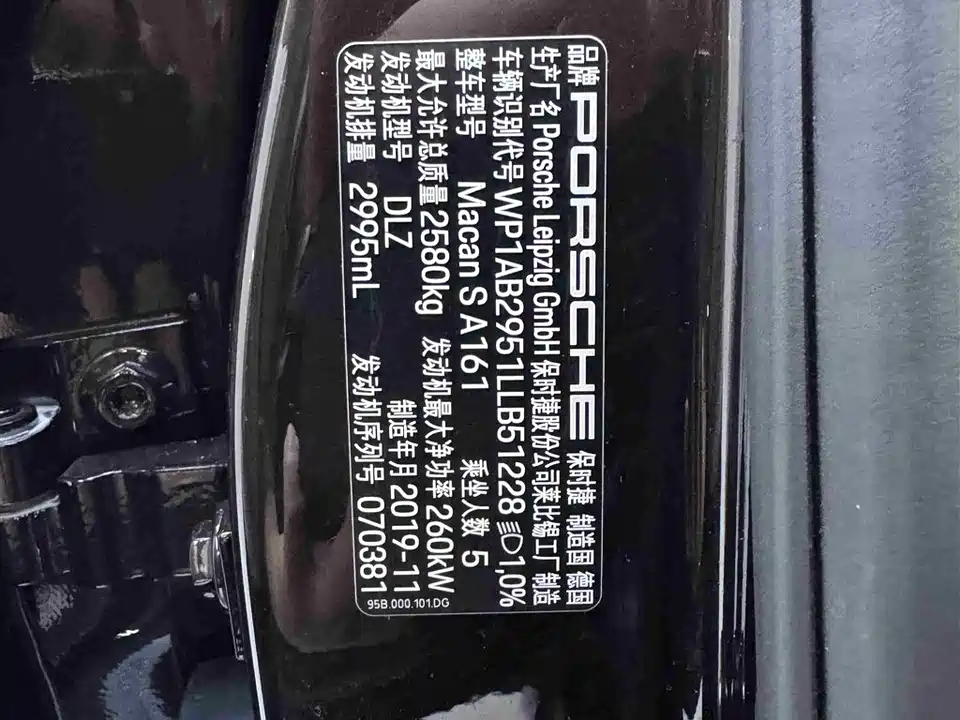 品牌 PORSCHE 保时捷 制造国 德国
生产厂名 Porsche Leipzig GmbH 保时捷股份公司莱比锡工厂制造
车辆识别代号 WP1AB2951LLB51228 1,0%
整车型号 Macan S A161 乘坐人数 5
最大允许总质量 2580kg 发动机最大净功率 260kW
发动机型号 DLZ 制造年月 2019-11
发动机排量 2995mL 发动机序列号 070381
95B.000.101.DG